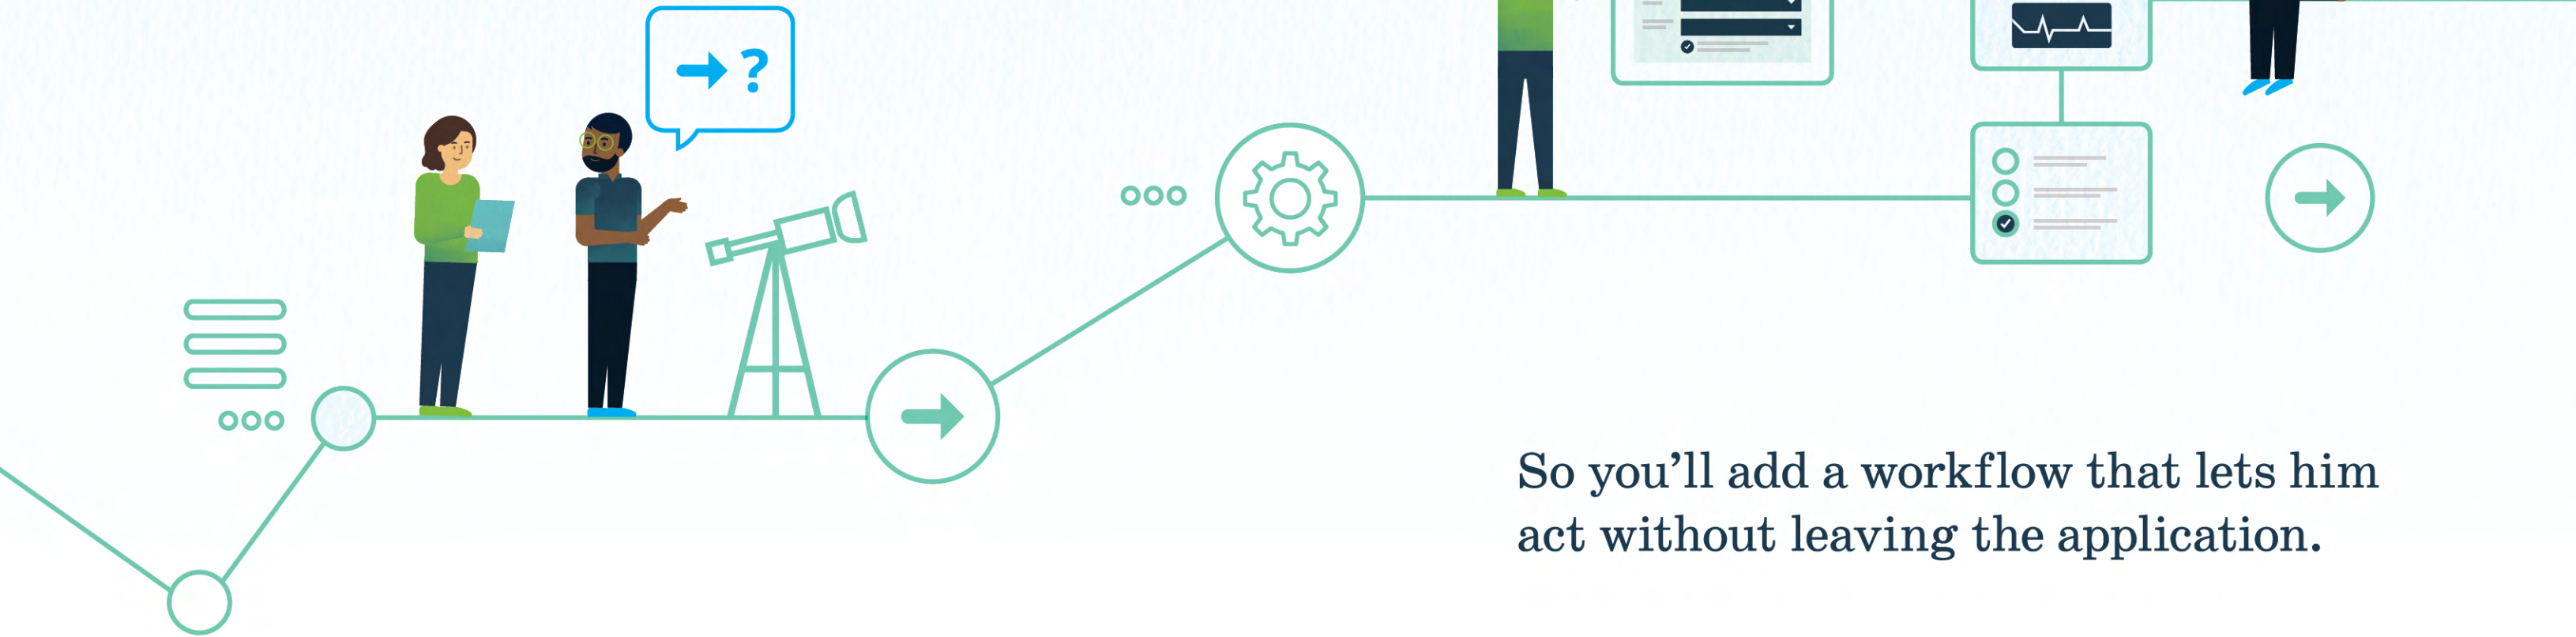 ?
So you’ll add a workflow that lets him
act without leaving the application.